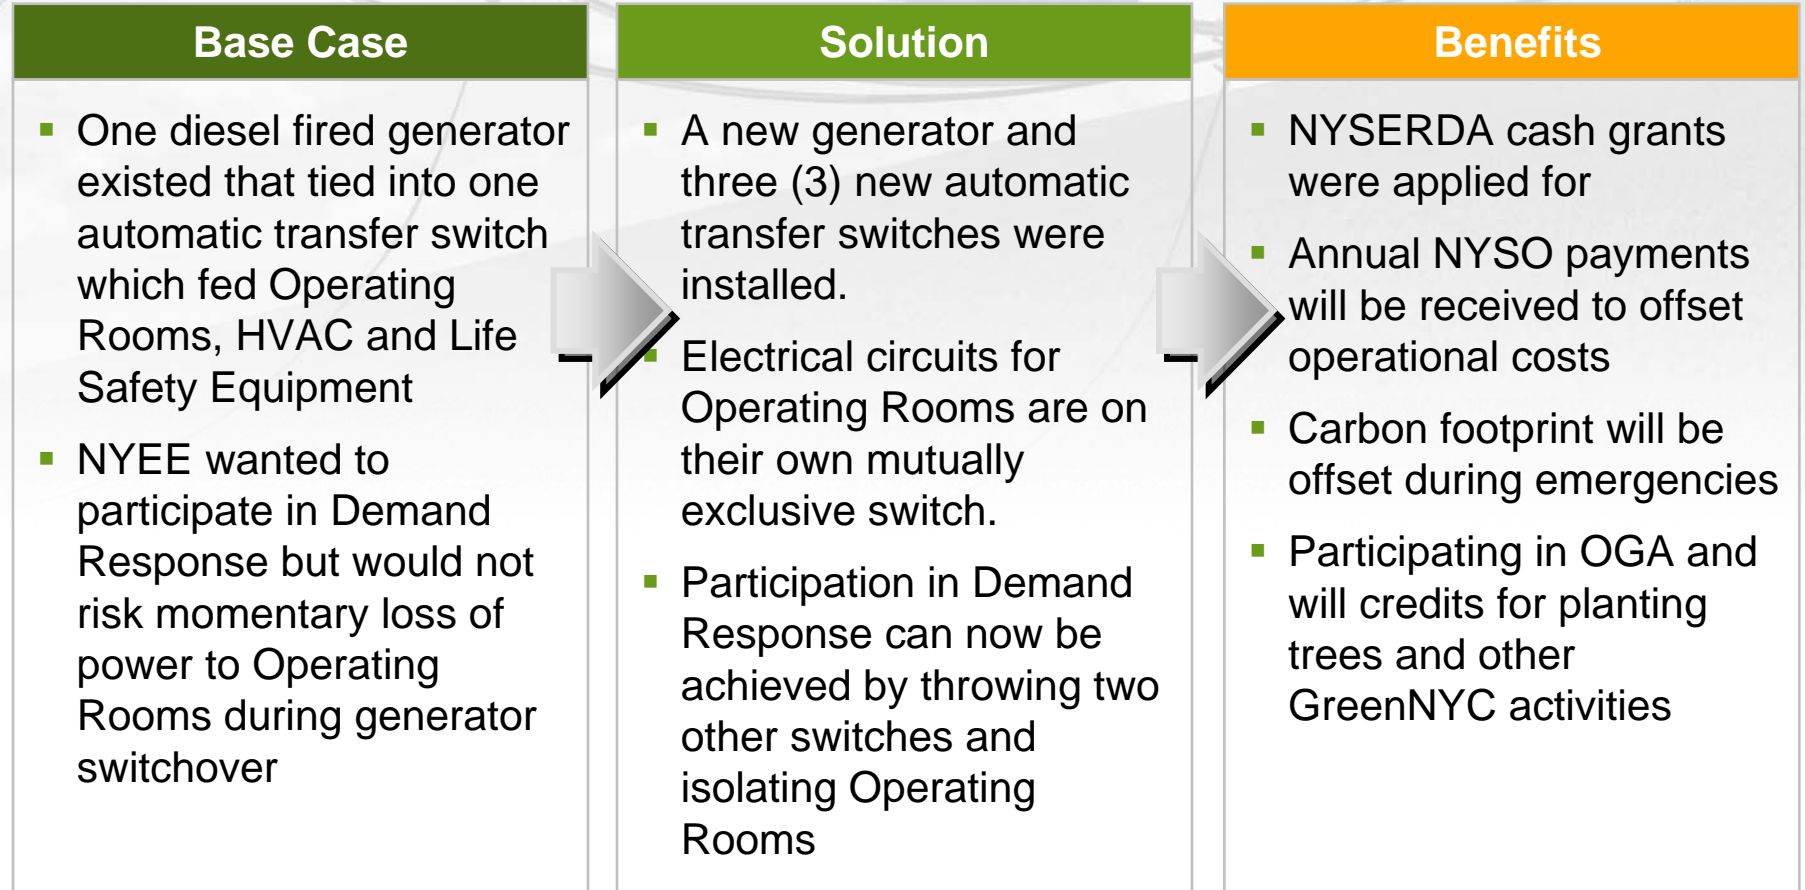 Base Case
One diesel fired generator
existed that tied into one
automatic transfer switch
which fed Operating
Rooms, HVAC and Life
Safety Equipment
NYEE wanted to
participate in Demand
Response but would not
risk momentary loss of
power to Operating
Rooms during generator
switchover
Solution
A new generator and
three (3) new automatic
transfer switches were
installed.
Electrical circuits for
Operating Rooms are on
their own mutually
exclusive switch.
Participation in Demand
Response can now be
achieved by throwing two
other switches and
isolating Operating
Rooms
Benefits
NYSERDA cash grants
were applied for
Annual NYSO payments
will be received to offset
operational costs
Carbon footprint will be
offset during emergencies
Participating in OGA and
will credits for planting
trees and other
GreenNYC activities